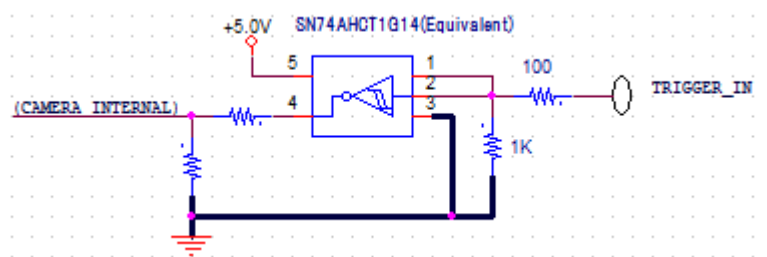 +5.0V SN74AHCT1G14(Equivalent)
5 1
2 100
(CAMERA INTERNAL) 4 3 TRIGGER_IN
1K